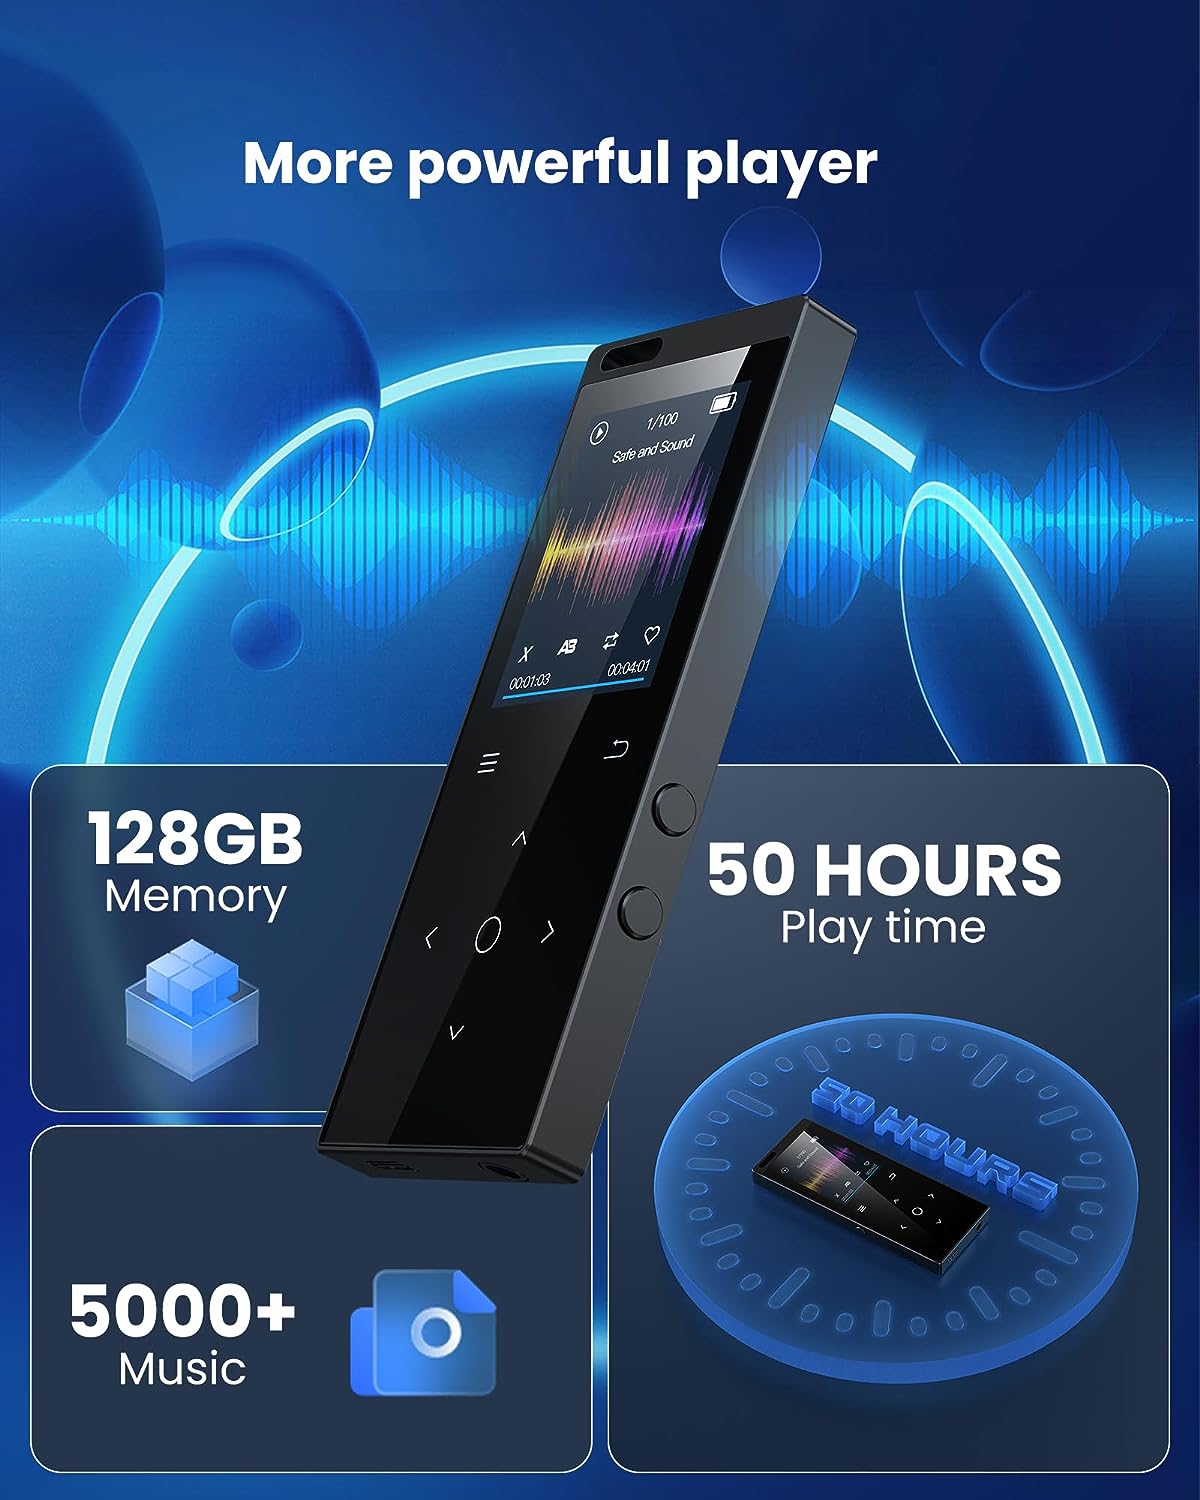 More powerful player
1/100
Safe and Sound
X AB
00:01:03 00:04:01
128GB
Memory
50 HOURS
Play time
50 HOURS
5000+
Music